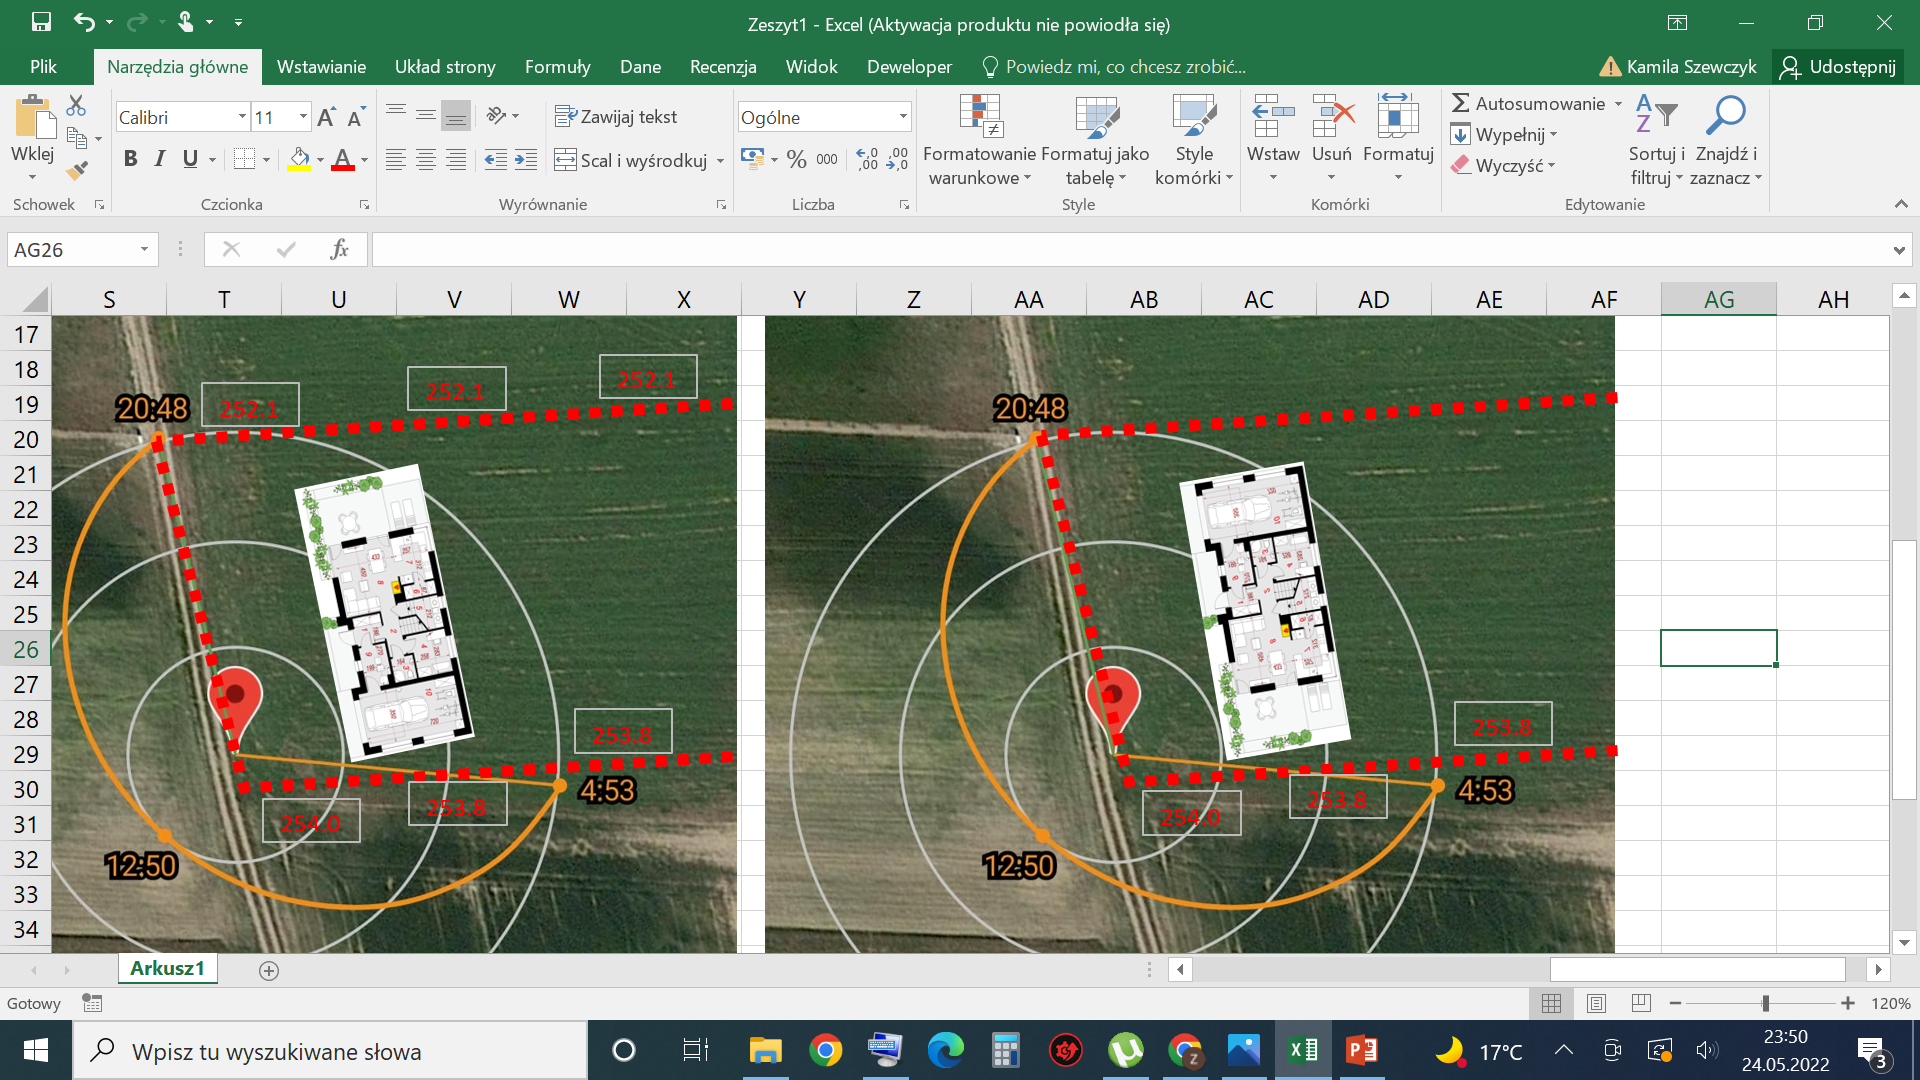 Zeszyt1 - Excel (Aktywacja produktu nie powiodła się)
Plik Narzędzia główne Wstawianie Układ strony Formuły Dane Recenzja Widok Deweloper Powiedz mi, co chcesz zrobić... Kamila Szewczyk Udostępnij
Wklej
Schowek
Calibri 11
B I U A
Czcionka
Zawijaj tekst
Scal i wyśrodkuj
Wyrównanie
Ogólne
% 000 ,0 ,00 ,00 ,0
Liczba
Formatowanie warunkowe
Formatuj jako tabelę
Style komórki
Style
Wstaw Usuń Formatuj
Komórki
Autosumowanie
Wypełnij
Wyczyść
Sortuj i filtruj
Znajdź i zaznacz
Edytowanie
AG26 fx
S T U V W X Y Z AA AB AC AD AE AF AG AH
17
18
19
20
21
22
23
24
25
26
27
28
29
30
31
32
33
34
20:48 252.1 252.1 252.1
253.8
4:53
254.0 253.8
12:50
20:48
253.8
4:53
254.0 253.8
12:50
Arkusz1
Gotowy 120%
Wpisz tu wyszukiwane słowa
17°C
23:50
24.05.2022
3